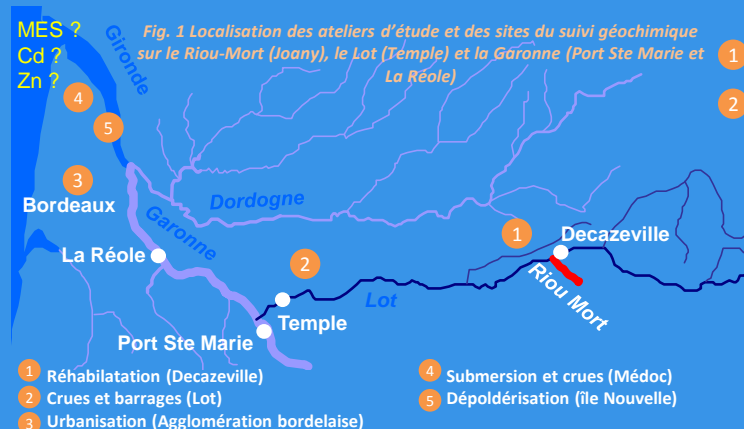 MES ?
Cd ?
Zn ?
Fig. 1 Localisation des ateliers d'étude et des sites du suivi géochimique
sur le Riou-Mort (Joany), le Lot (Temple) et la Garonne (Port Ste Marie et
La Réole)
1
2
Gironde
4
5
3
Bordeaux
Dordogne
Garonne
La Réole
1
Decazeville
Riou Mort
2
Lot
Temple
Port Ste Marie
1 Réhabilatation (Decazeville)
2 Crues et barrages (Lot)
3 Urbanisation (Agglomération bordelaise)
4 Submersion et crues (Médoc)
5 Dépoldérisation (île Nouvelle)